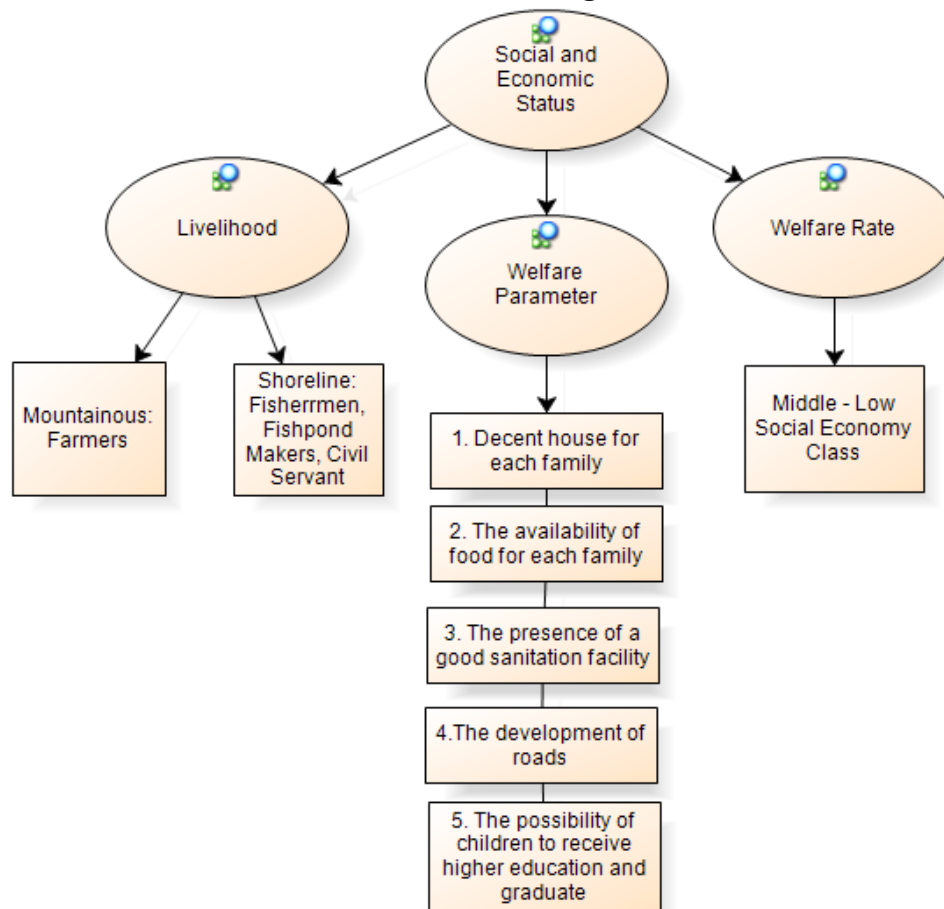 Social and
Economic
Status
Livelihood
Welfare
Parameter
Welfare Rate
Mountainous:
Farmers
Shoreline:
Fisherrmen,
Fishpond
Makers, Civil
Servant
1. Decent house for
each family
2. The availability of
food for each family
3. The presence of a
good sanitation facility
4.The development of
roads
5. The possibility of
children to receive
higher education and
graduate
Middle - Low
Social Economy
Class